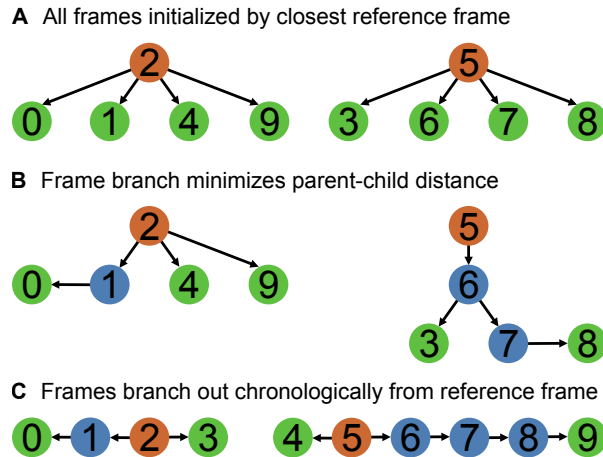 A All frames initialized by closest reference frame
2 5
0 1 4 9 3 6 7 8
B Frame branch minimizes parent-child distance
2 5
0 1 4 9 6
3 7 8
C Frames branch out chronologically from reference frame
0 1 2 3 4 5 6 7 8 9